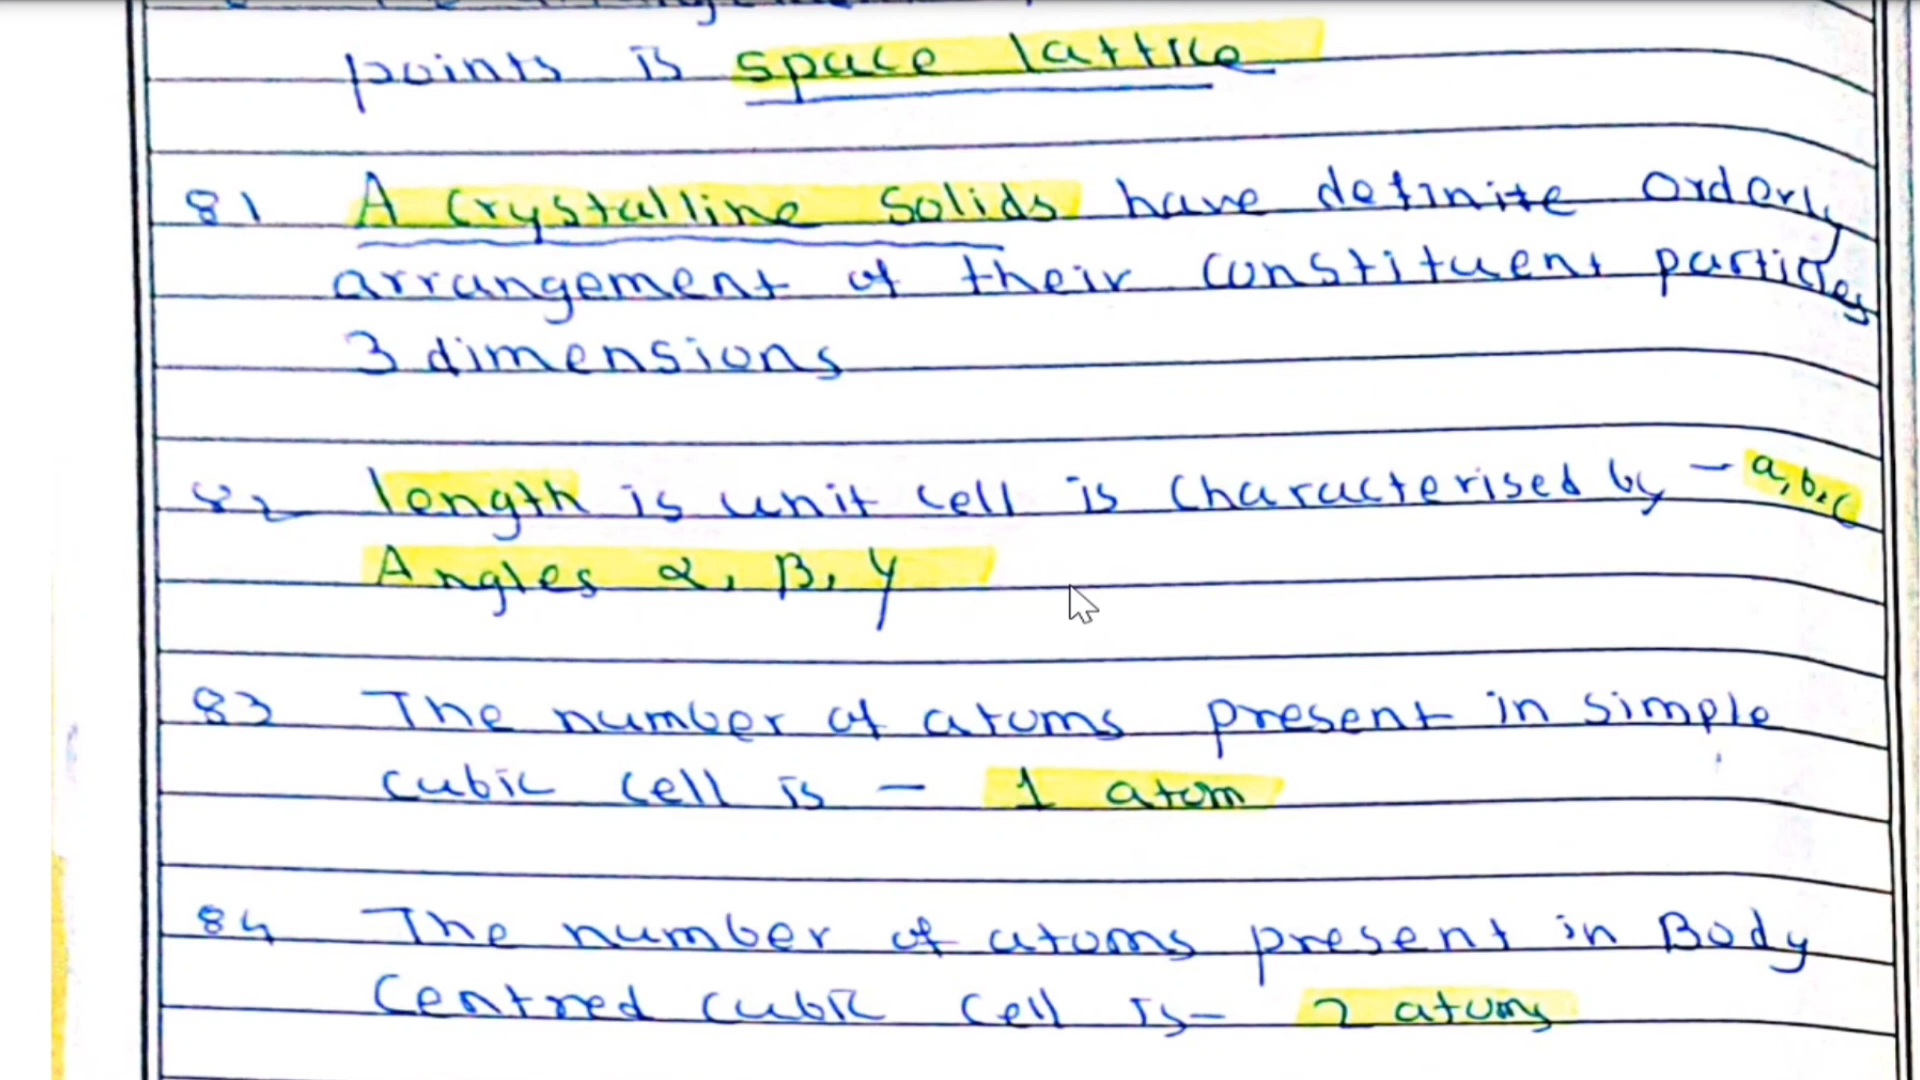 points is space lattice
81 A crystalline solids have definite orderly
arrangement of their constituent particles
3 dimensions
82 length is unit cell is characterised by - a, b, c
Angles α, β, γ
83 The number of atoms present in simple
cubic cell is - 1 atom
84 The number of atoms present in Body
Centred cubic cell is - 2 atoms